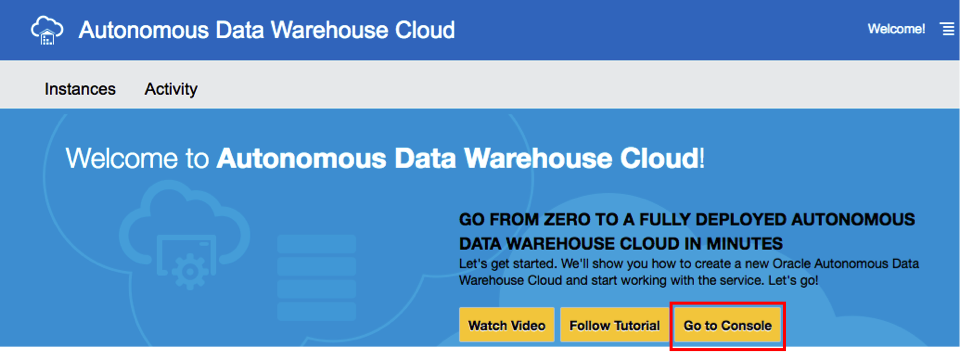 Autonomous Data Warehouse Cloud
Welcome!
Instances Activity
Welcome to Autonomous Data Warehouse Cloud!
GO FROM ZERO TO A FULLY DEPLOYED AUTONOMOUS
DATA WAREHOUSE CLOUD IN MINUTES
Let's get started. We'll show you how to create a new Oracle Autonomous Data
Warehouse Cloud and start working with the service. Let's go!
Watch Video Follow Tutorial Go to Console